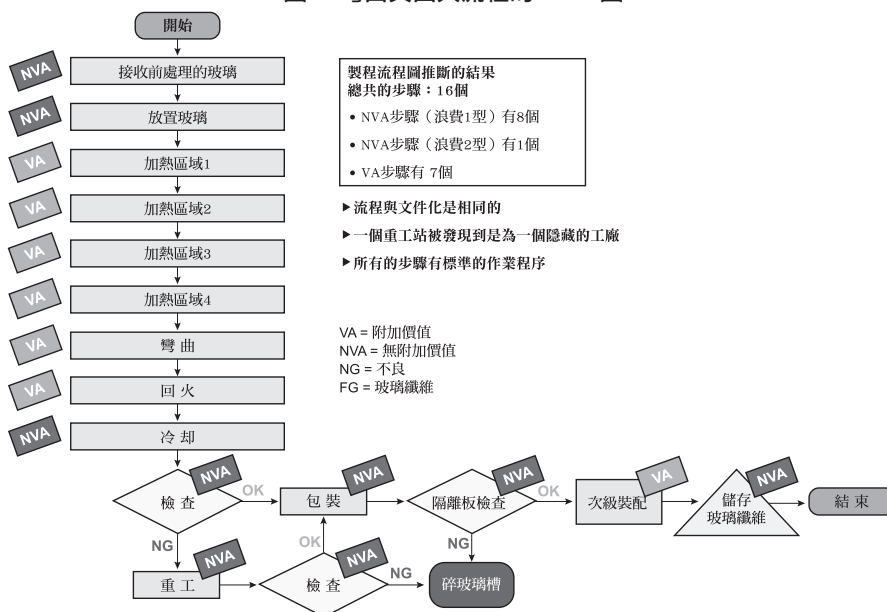 開始
NVA
接收前處理的玻璃
NVA
放置玻璃
VA
加熱區域1
VA
加熱區域2
VA
加熱區域3
VA
加熱區域4
VA
彎曲
VA
回火
NVA
冷却
製程流程圖推斷的結果
總共的步驟：16個
• NVA步驟（浪費1型）有8個
• NVA步驟（浪費2型）有1個
• VA步驟有 7個
▶流程與文件化是相同的
▶一個重工站被發現到是為一個隱藏的工廠
▶所有的步驟有標準的作業程序
VA = 附加價值
NVA = 無附加價值
NG = 不良
FG = 玻璃纖維
NVA
檢查
OK
NVA
包裝
NVA
隔離板檢查
OK
VA
次級裝配
NVA
儲存
玻璃纖維
結束
NG
OK
NG
NVA
重工
NVA
檢查
NG
碎玻璃槽